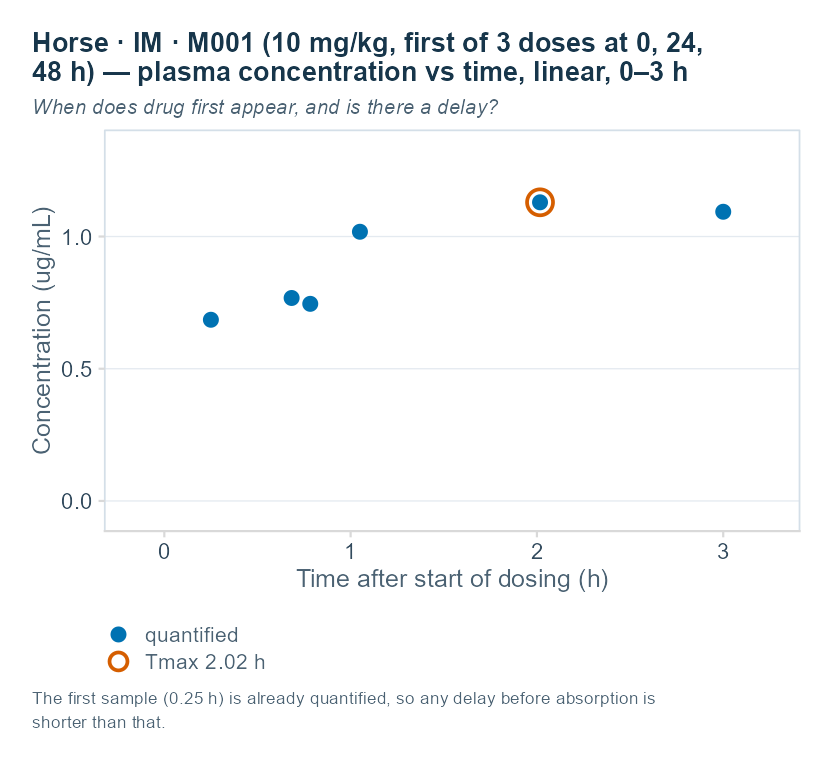 Horse · IM · M001 (10 mg/kg, first of 3 doses at 0, 24,
48 h) — plasma concentration vs time, linear, 0–3 h
When does drug first appear, and is there a delay?
Concentration (ug/mL)
1.0
0.5
0.0
0 1 2 3
Time after start of dosing (h)
quantified
Tmax 2.02 h
The first sample (0.25 h) is already quantified, so any delay before absorption is
shorter than that.